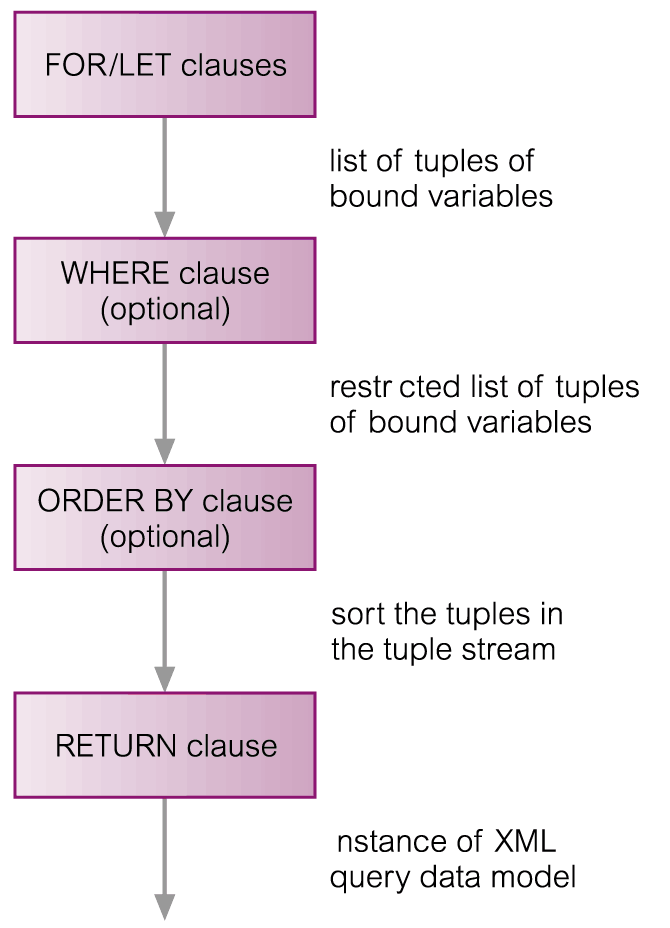 FOR/LET clauses
list of tuples of
bound variables
WHERE clause
(optional)
restr cted list of tuples
of bound variables
ORDER BY clause
(optional)
sort the tuples in
the tuple stream
RETURN clause
nstance of XML
query data model